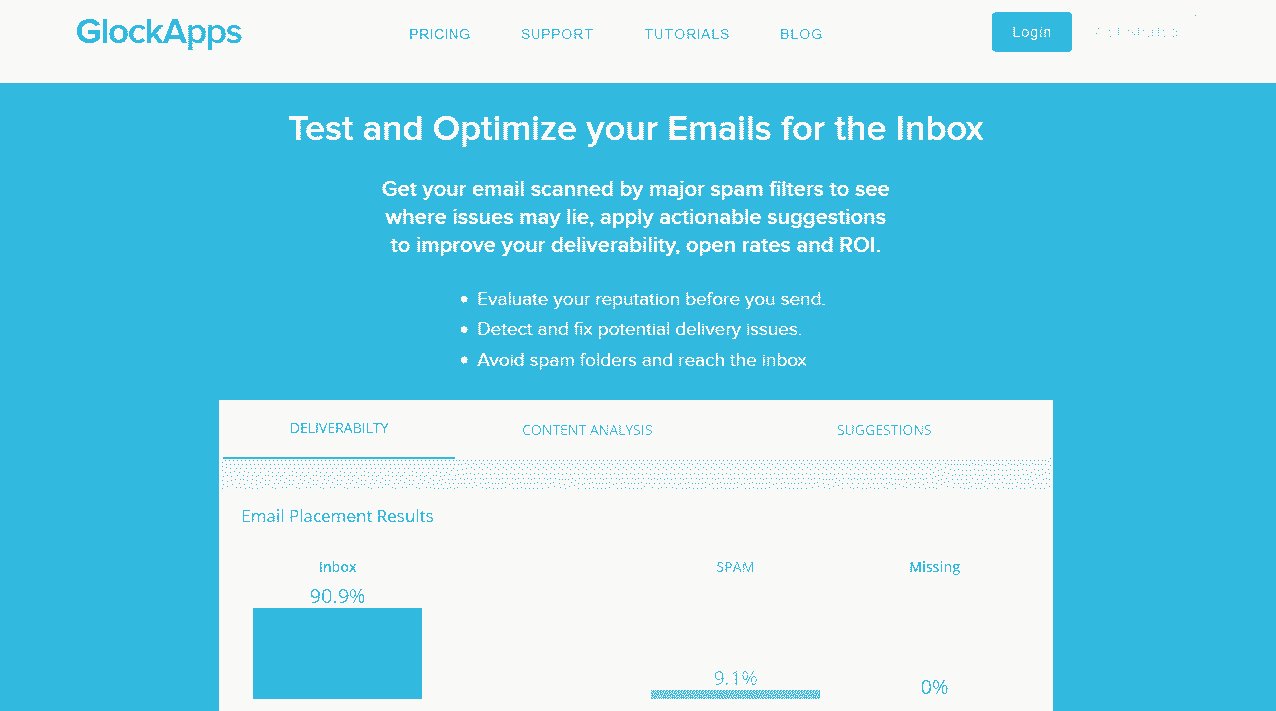 GlockApps
PRICING
SUPPORT
TUTORIALS
BLOG
Login
Test and Optimize your Emails for the Inbox
Get your email scanned by major spam filters to see
where issues may lie, apply actionable suggestions
to improve your deliverability, open rates and ROI.
• Evaluate your reputation before you send.
• Detect and fix potential delivery issues.
• Avoid spam folders and reach the inbox
DELIVERABILTY
CONTENT ANALYSIS
SUGGESTIONS
Email Placement Results
Inbox
SPAM
Missing
90.9%
9.1%
0%